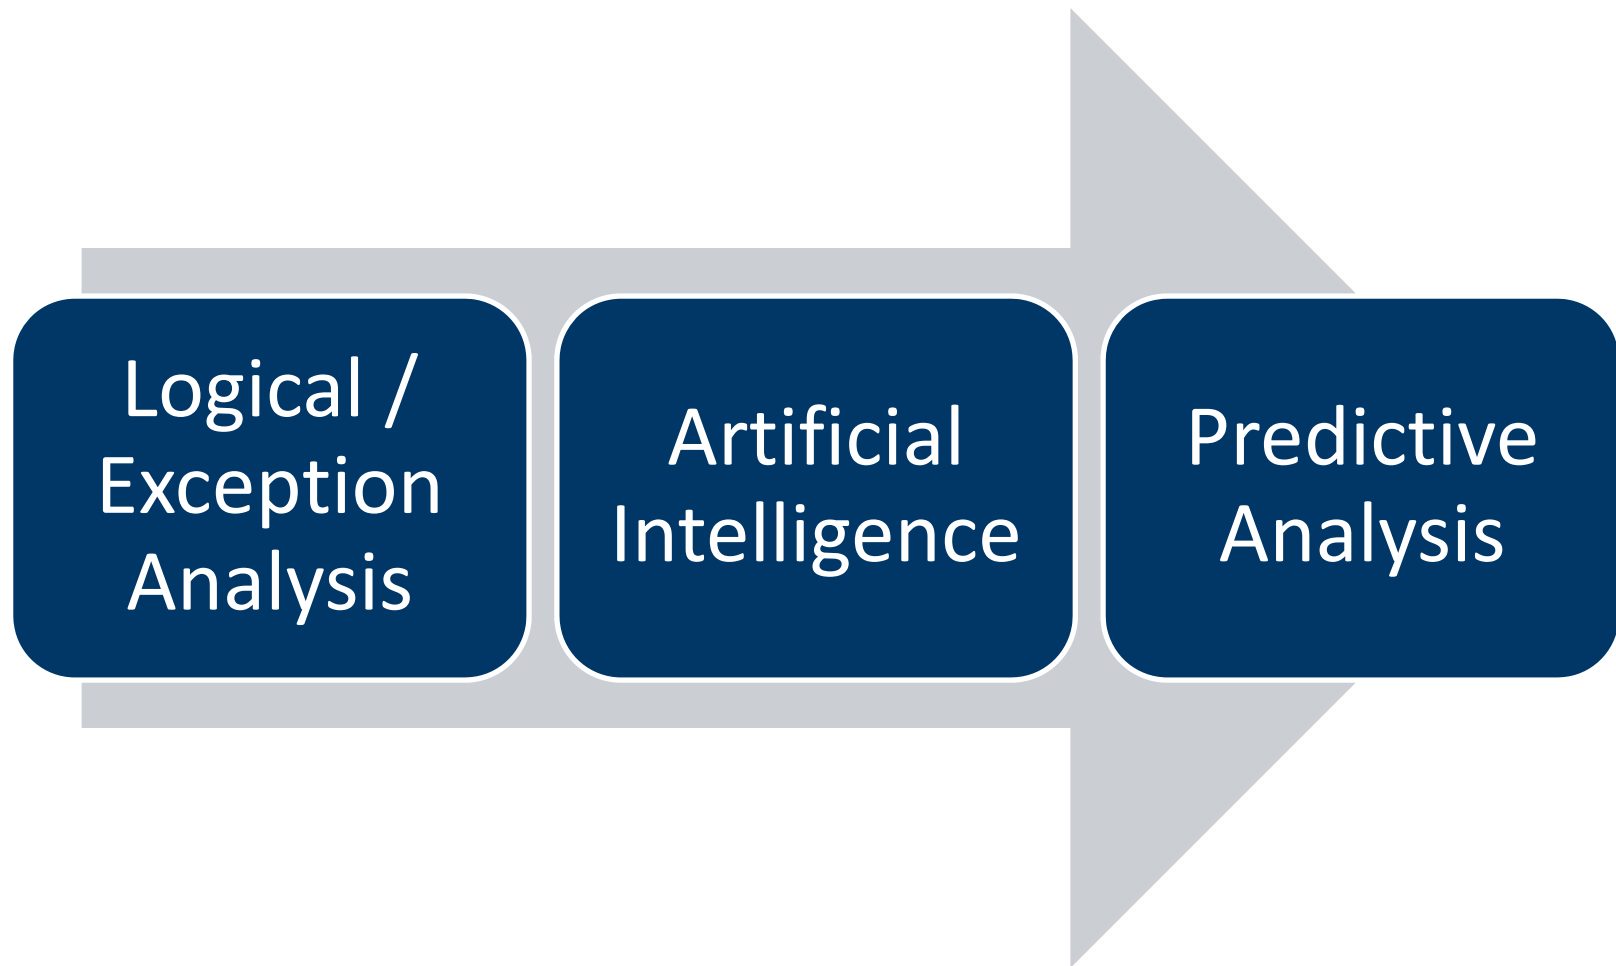 Logical /
Exception
Analysis
Artificial
Intelligence
Predictive
Analysis